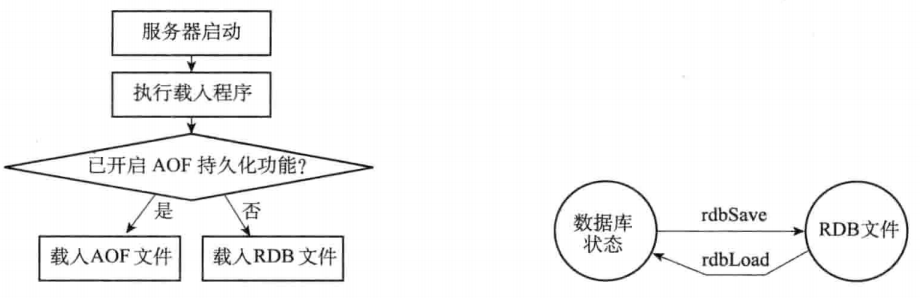 服务器启动
执行载入程序
已开启 AOF 持久化功能?
是
否
载入AOF 文件
载入RDB 文件
数据库
状态
rdbSave
rdbLoad
RDB文件